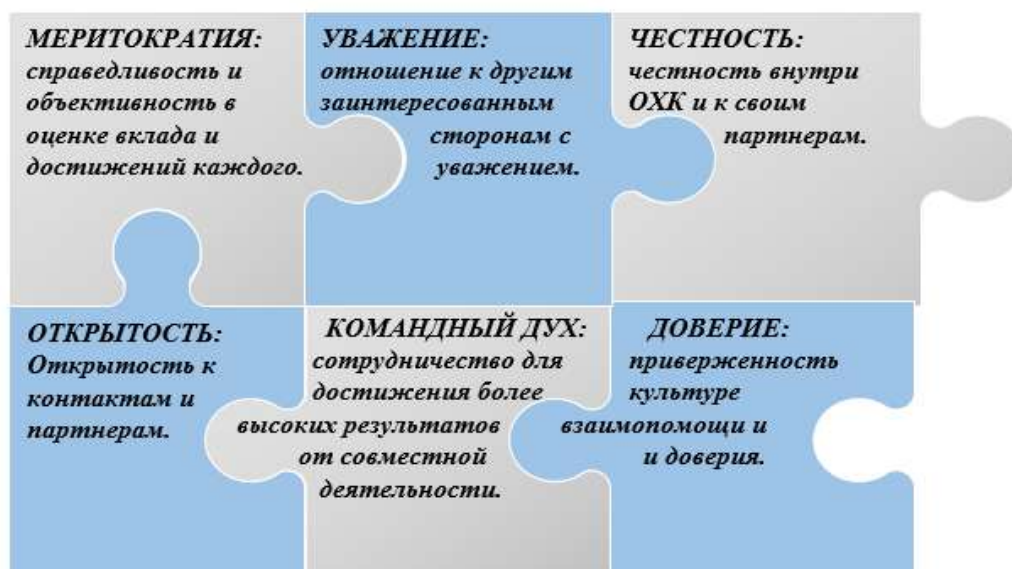 МЕРИТОКРАТИЯ:
справедливость и
объективность в
оценке вклада и
достижений каждого.
УВАЖЕНИЕ:
отношение к другим
заинтересованным
сторонам с
уважением.
ЧЕСТНОСТЬ:
честность внутри
ОХК и к своим
партнерам.
ОТКРЫТОСТЬ:
Открытость к
контактам и
партнерам.
КОМАНДНЫЙ ДУХ:
сотрудничество для
достижения более
высоких результатов
от совместной
деятельности.
ДОВЕРИЕ:
приверженность
культуре
взаимопомощи и
и доверия.